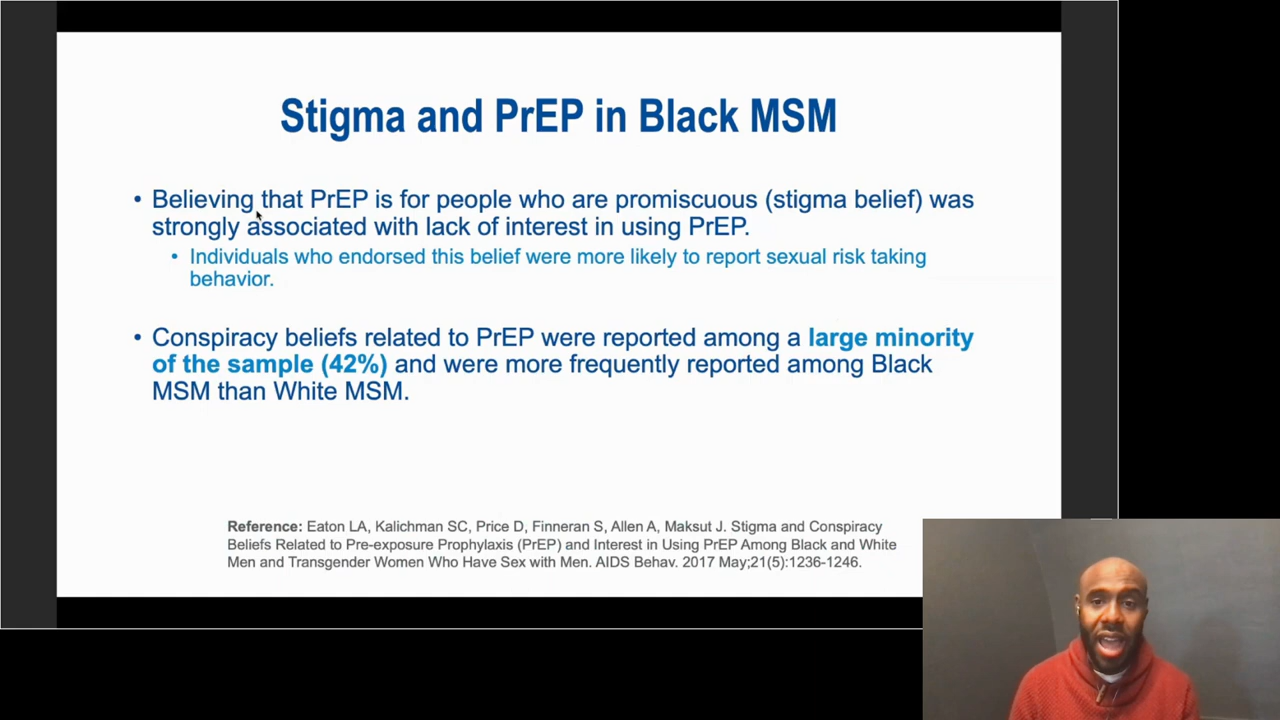 Stigma and PrEP in Black MSM
• Believing that PrEP is for people who are promiscuous (stigma belief) was
strongly associated with lack of interest in using PrEP.
• Individuals who endorsed this belief were more likely to report sexual risk taking
behavior.
• Conspiracy beliefs related to PrEP were reported among a large minority
of the sample (42%) and were more frequently reported among Black
MSM than White MSM.
Reference: Eaton LA, Kalichman SC, Price D, Finneran S, Allen A, Maksut J. Stigma and Conspiracy
Beliefs Related to Pre-exposure Prophylaxis (PrEP) and Interest in Using PrEP Among Black and White
Men and Transgender Women Who Have Sex with Men. AIDS Behav. 2017 May;21(5):1236-1246.